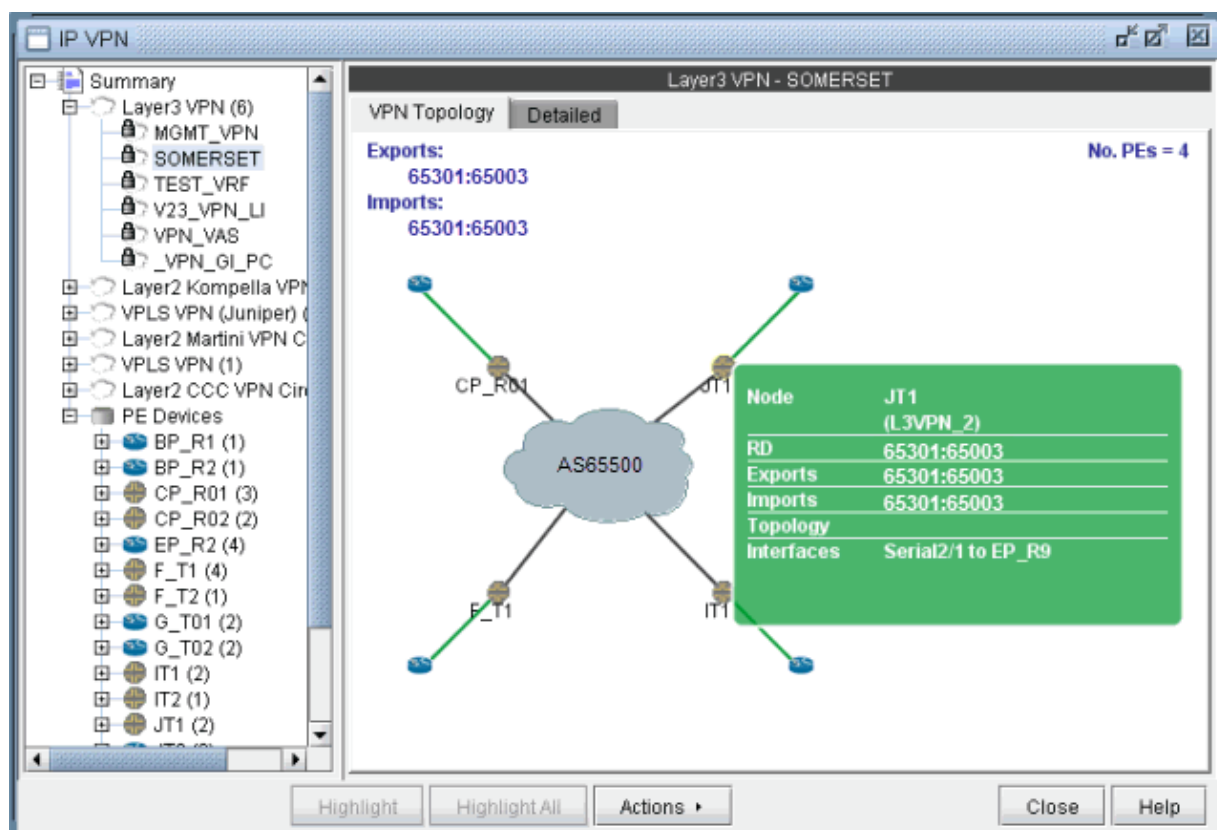 IP VPN
Summary
Layer3 VPN (6)
MGMT_VPN
SOMERSET
TEST_VRF
V23_VPN_LI
VPN_VAS
_VPN_GI_PC
Layer2 Kompella VPN
VPLS VPN (Juniper) (
Layer2 Martini VPN C
VPLS VPN (1)
Layer2 CCC VPN Cir
PE Devices
BP_R1 (1)
BP_R2 (1)
CP_R01 (3)
CP_R02 (2)
EP_R2 (4)
F_T1 (4)
F_T2 (1)
G_T01 (2)
G_T02 (2)
IT1 (2)
IT2 (1)
JT1 (2)
Layer3 VPN - SOMERSET
VPN Topology Detailed
Exports: No. PEs = 4
65301:65003
Imports:
65301:65003
CP_R01 JT1
AS65500
F_T1 IT1
Node JT1
(L3VPN_2)
RD 65301:65003
Exports 65301:65003
Imports 65301:65003
Topology
Interfaces Serial2/1 to EP_R9
Highlight Highlight All Actions Close Help